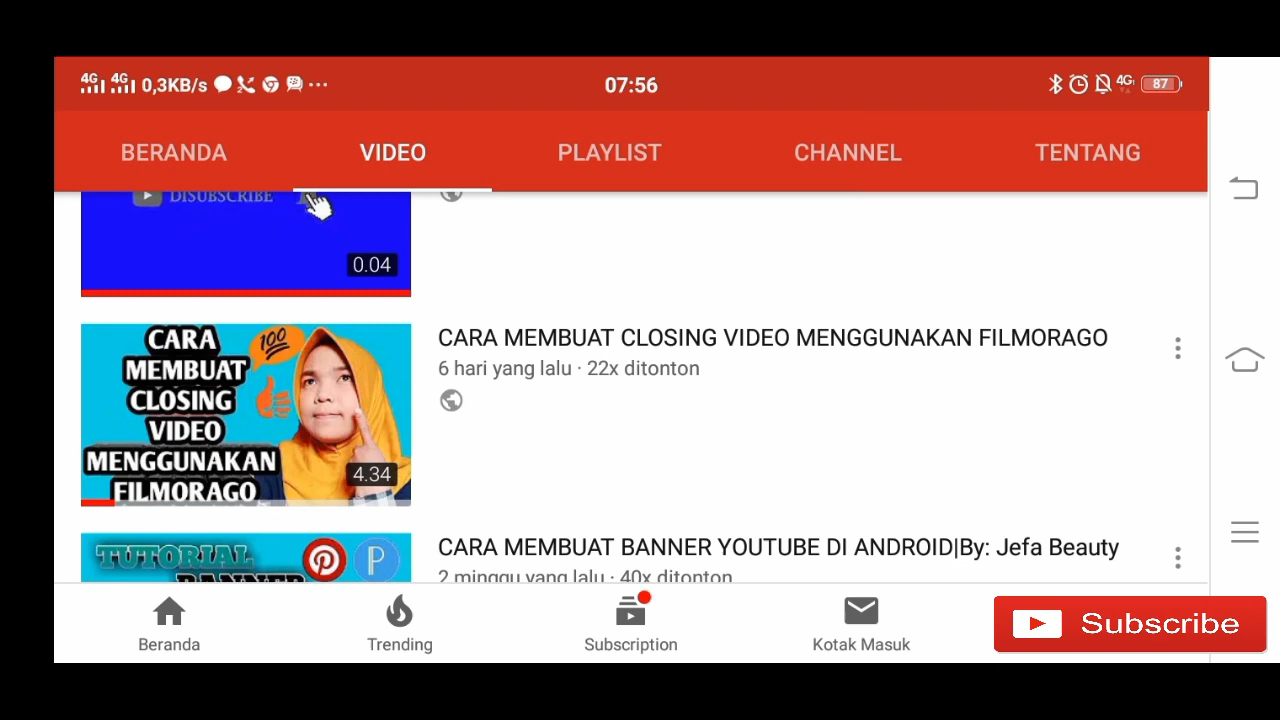 4G 4G 0,3KB/s 07:56 4G 87
BERANDA VIDEO PLAYLIST CHANNEL TENTANG
DISUBSCRIBE
0.04
CARA
MEMBUAT
CLOSING
VIDEO
MENGGUNAKAN
FILMORAGO
100
4.34
CARA MEMBUAT CLOSING VIDEO MENGGUNAKAN FILMORAGO
6 hari yang lalu · 22x ditonton
TUTORIAL
BANNER
CARA MEMBUAT BANNER YOUTUBE DI ANDROID|By: Jefa Beauty
2 minggu yang lalu · 40x ditonton
Beranda Trending Subscription Kotak Masuk
Subscribe